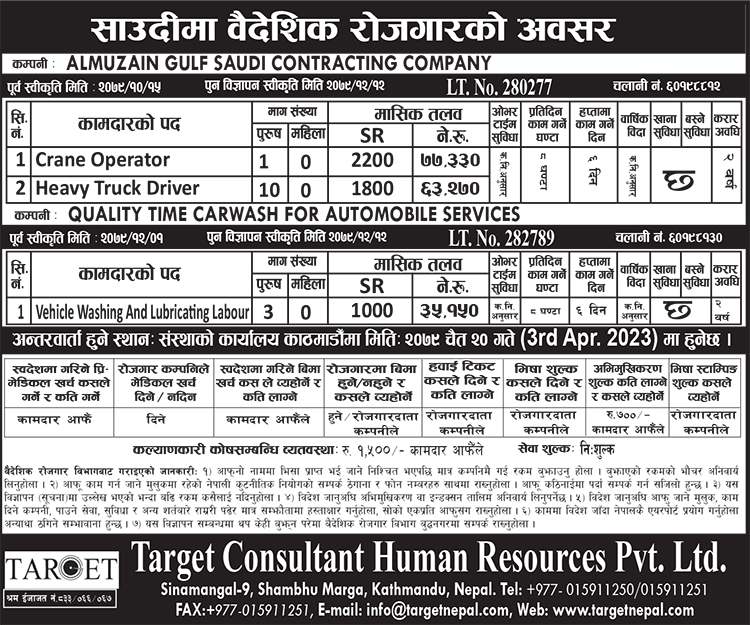 साउदीमा वैदेशिक रोजगारको अवसर
कम्पनी : ALMUZAIN GULF SAUDI CONTRACTING COMPANY
पूर्व स्वीकृति मिति : २०७९/१०/१५ पुन विज्ञापन स्वीकृति मिति २०७९/१२/१२ LT. No. 280277 चलानी नं. ६०१९८८१२
सि.नं. कामदारको पद माग संख्या पुरुष महिला मासिक तलव SR ने.रू. ओभर टाईम सुविधा प्रतिदिन काम गर्ने घण्टा हप्तामा काम गर्ने दिन वार्षिक विदा खाना सुविधा बस्ने सुविधा करार अवधि
1 Crane Operator 1 0 2200 ७७,३३० क.नि. अनुसार ८ घण्टा ६ दिन क.नि. अनुसार छ २ वर्ष
2 Heavy Truck Driver 10 0 1800 ६३,२७०
कम्पनी : QUALITY TIME CARWASH FOR AUTOMOBILE SERVICES
पूर्व स्वीकृति मिति : २०७९/१२/०१ पुन विज्ञापन स्वीकृति मिति २०७९/१२/१२ LT. No. 282789 चलानी नं. ६०१९८१३०
सि.नं. कामदारको पद माग संख्या पुरुष महिला मासिक तलव SR ने.रू. ओभर टाईम सुविधा प्रतिदिन काम गर्ने घण्टा हप्तामा काम गर्ने दिन वार्षिक विदा खाना सुविधा बस्ने सुविधा करार अवधि
1 Vehicle Washing And Lubricating Labour 3 0 1000 ३५,१५० क.नि. अनुसार ८ घण्टा ६ दिन क.नि. अनुसार छ २ वर्ष
अन्तरवार्ता हुने स्थानः संस्थाको कार्यालय काठमाडौंमा मितिः २०७९ चैत २० गते (3rd Apr. 2023) मा हुनेछ ।
स्वदेशमा गरिने प्रि-मेडिकल खर्च कसले गर्ने र कति गर्ने रोजगार कम्पनिले मेडिकल खर्च दिने / नदिने स्वदेशमा गरिने बिमा खर्च कस ले व्यहोर्ने र कति लाग्ने रोजगारमा बिमा हुने/नहुने र कसले व्यहोर्ने हवाई टिकट कसले दिने र कति लाग्ने भिषा शुल्क कसले दिने र कति लाग्ने अभिमुखिकरण शुल्क कति लाग्ने र कसले व्यहोर्ने भिषा स्टाम्पिङ शुल्क कसले व्यहोर्ने
कामदार आफैँ दिने कामदार आफैँले हुने / रोजगारदाता कम्पनीले रोजगारदाता कम्पनीले रोजगारदाता कम्पनीले रु.७००/- कामदार आफैँले रोजगारदाता कम्पनीले
कल्याणकारी कोषसम्बन्धि व्यतवस्थाः रु. १,५००/- कामदार आफैँले सेवा शुल्कः निःशुल्क
वैदेशिक रोजगार विभागबाट गराइएको जानकारी: १) आफ्नो नाममा भिसा प्राप्त भई जाने निश्चित भएपछि मात्र कम्पनिमै गई रकम बुझाउनु होला । बुझाएको रकमको भौचर अनिवार्य
लिनुहोला । २) आफू काम गर्न जाने मुलुकमा रहेको नेपाली कूटनीतिक नियोगको सम्पर्क ठेगाना र फोन नम्बरहरु साथमा राख्नुहोला । आफू कठिनाईमा पर्दा सम्पर्क गर्न सजिलो हुन्छ । ३) यस
विज्ञापन (सूचना)मा उल्लेख भएको भन्दा बढि रकम कसैलाई नदिनुहोला । ४) विदेश जानुअघि अभिमुखिकरण वा इन्डक्सन तालिम अनिवार्य लिनुपर्नेछ । ५) विदेश जानुअघि आफू जाने मुलुक, काम
दिने कम्पनी, पाउने सेवा, सुविधा र अन्य शर्तबारे राम्ररी पढेर मात्र सम्झौतामा हस्ताक्षर गर्नुहोला, सोको एकप्रति आफूसंग राख्नुहोला । ६) काममा विदेश जाँदा नेपालकै एयरपोर्ट प्रयोग गर्नुहोला
अन्यथा ठगिने सम्भावाना हुन्छ । ७) यस विज्ञापन सम्बन्धमा थप केही बुझ्न परेमा वैदेशिक रोजगार विभाग बुद्धनगरमा सम्पर्क राख्नुहोला ।
TARGET
श्रम इजाजत नं.८३३/०६६/०६७
Target Consultant Human Resources Pvt. Ltd.
Sinamangal-9, Shambhu Marga, Kathmandu, Nepal. Tel: +977- 015911250/015911251
FAX:+977-015911251, E-mail: info@targetnepal.com, Web: www.targetnepal.com